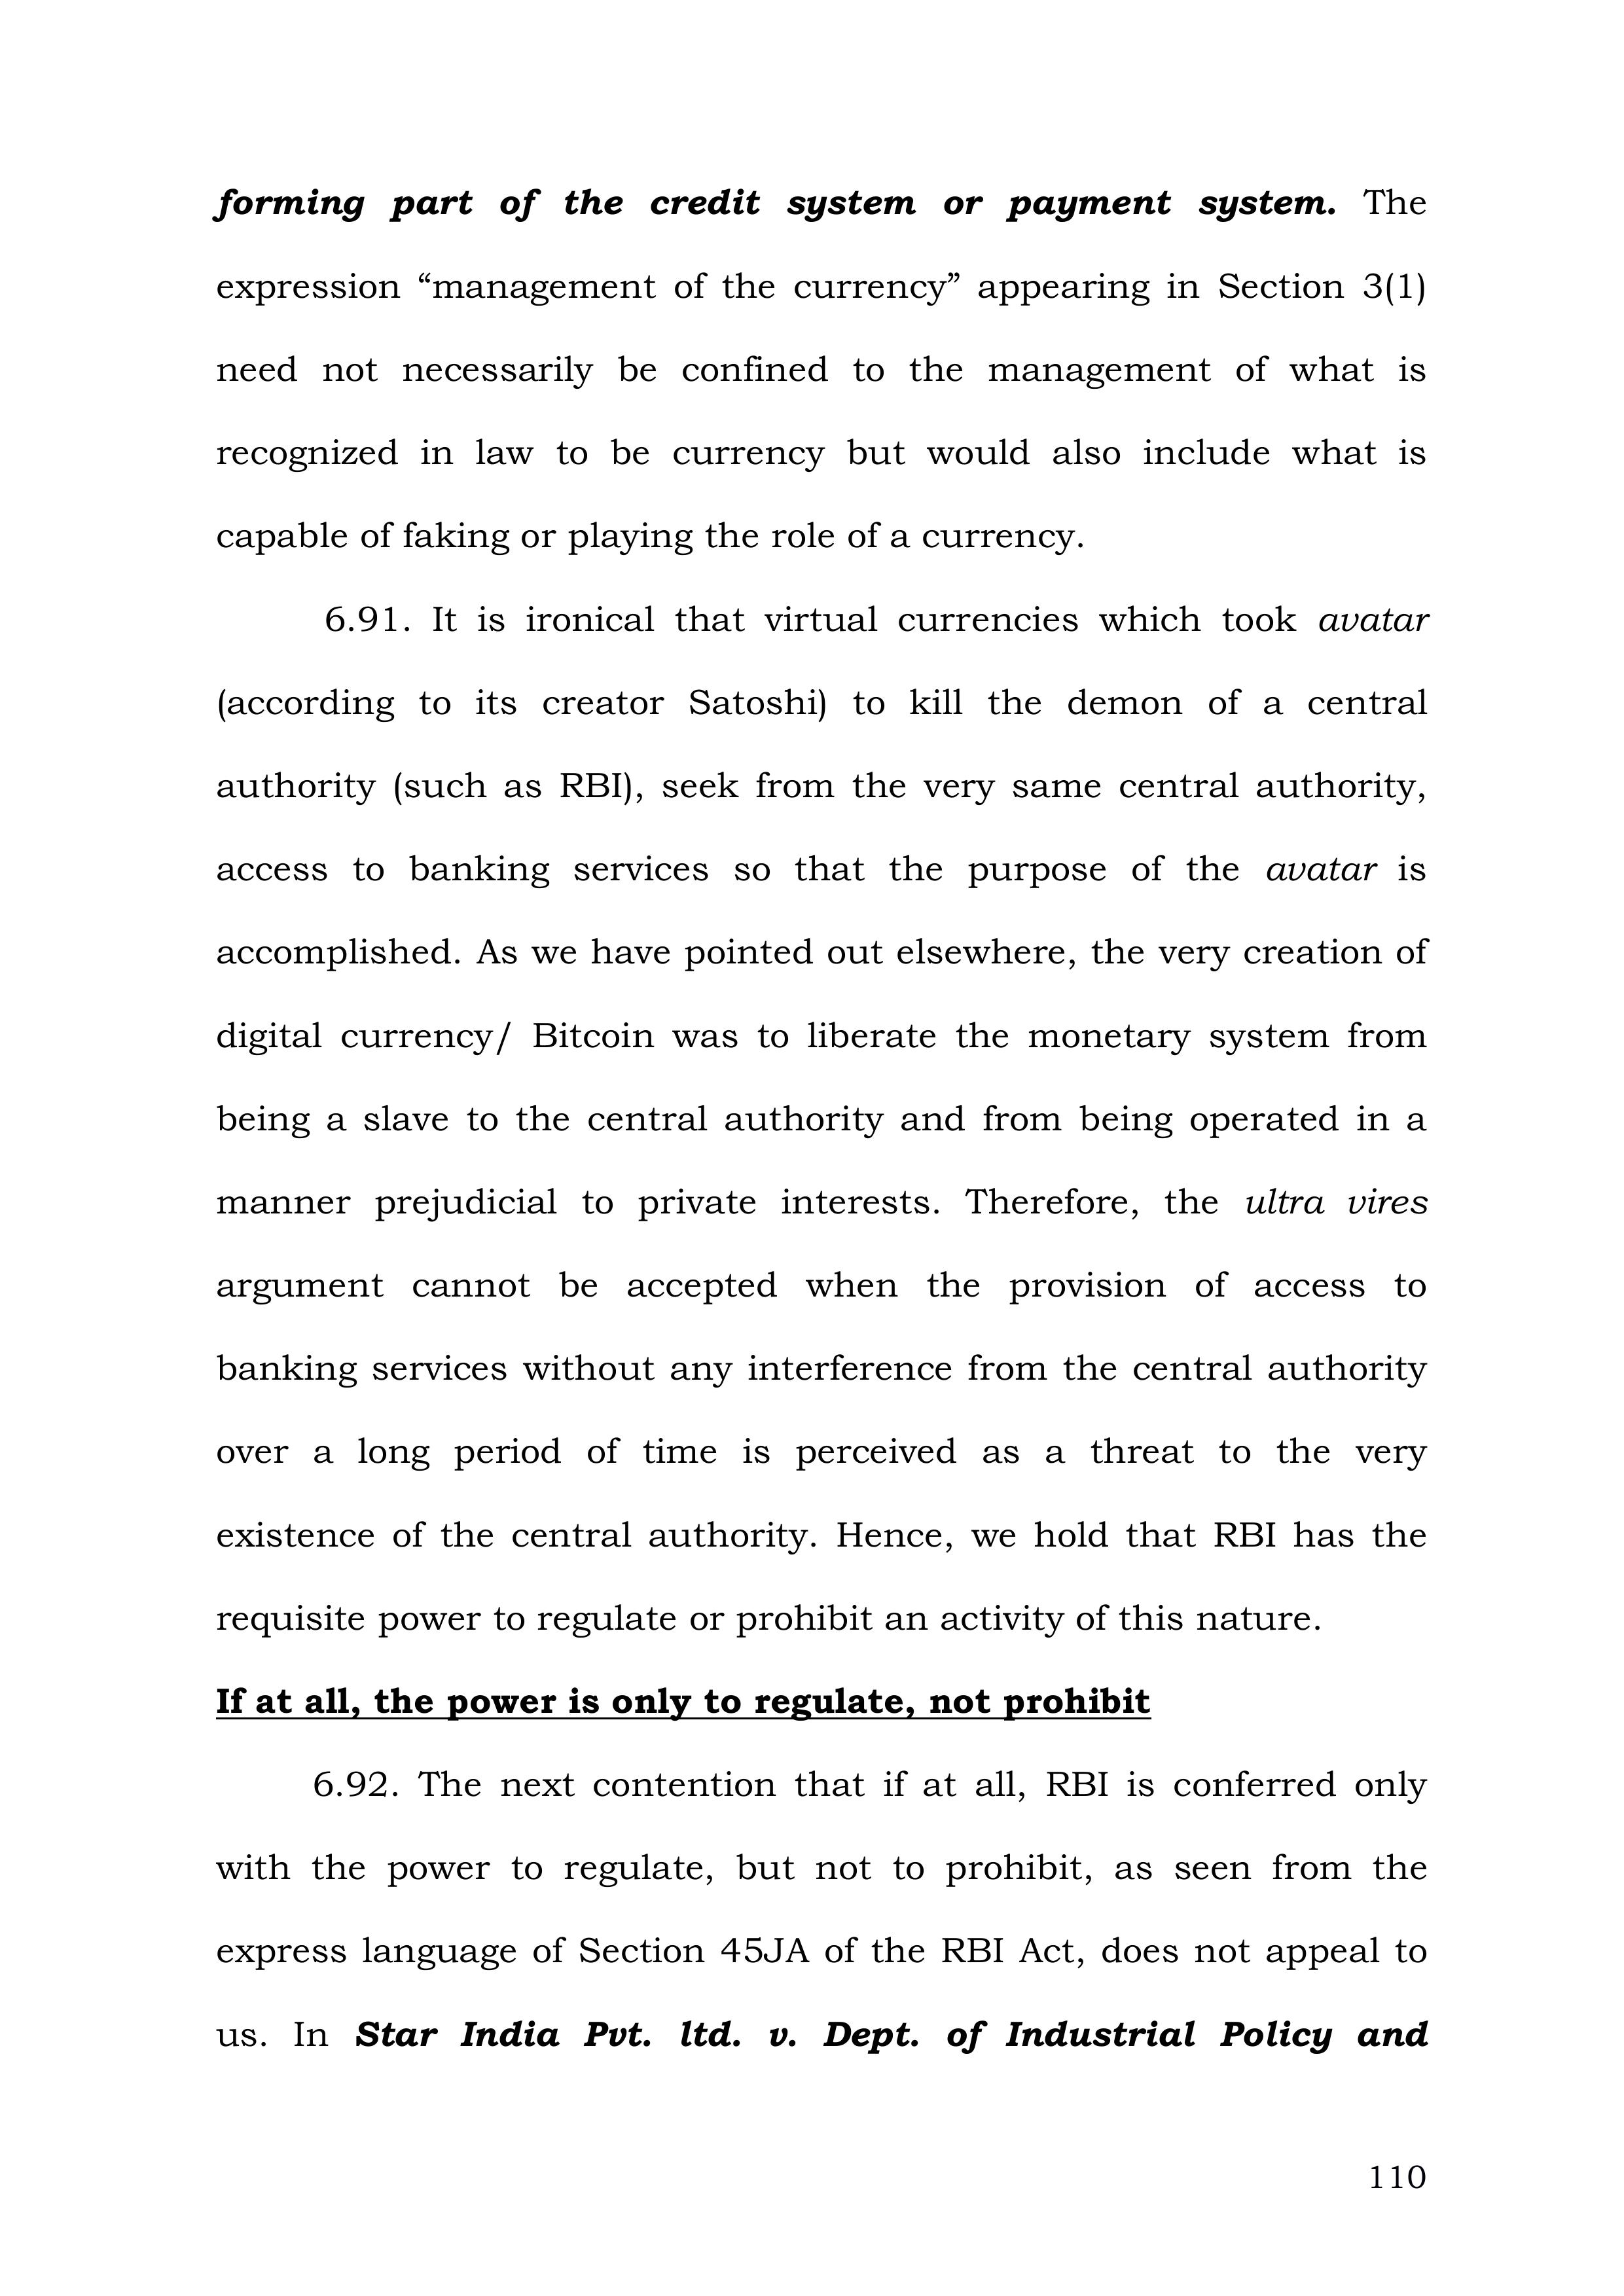 forming part of the credit system or payment system. The
expression “management of the currency” appearing in Section 3(1)
need not necessarily be confined to the management of what is
recognized in law to be currency but would also include what is
capable of faking or playing the role of a currency.
6.91. It is ironical that virtual currencies which took avatar
(according to its creator Satoshi) to kill the demon of a central
authority (such as RBI), seek from the very same central authority,
access to banking services so that the purpose of the avatar is
accomplished. As we have pointed out elsewhere, the very creation of
digital currency/ Bitcoin was to liberate the monetary system from
being a slave to the central authority and from being operated in a
manner prejudicial to private interests. Therefore, the ultra vires
argument cannot be accepted when the provision of access to
banking services without any interference from the central authority
over a long period of time is perceived as a threat to the very
existence of the central authority. Hence, we hold that RBI has the
requisite power to regulate or prohibit an activity of this nature.
If at all, the power is only to regulate, not prohibit
6.92. The next contention that if at all, RBI is conferred only
with the power to regulate, but not to prohibit, as seen from the
express language of Section 45JA of the RBI Act, does not appeal to
us. In Star India Pvt. ltd. v. Dept. of Industrial Policy and
110